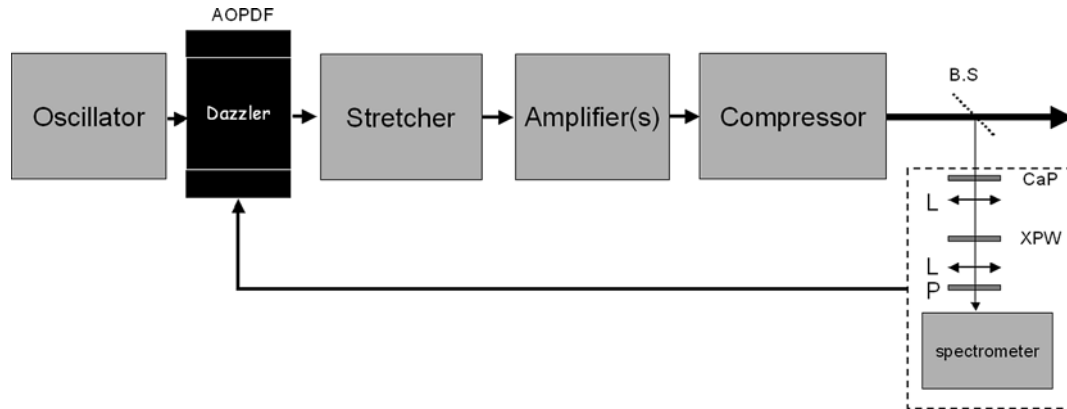 AOPDF
Oscillator
Dazzler
Stretcher
Amplifier(s)
Compressor
B.S
CaP
L
XPW
L
P
spectrometer